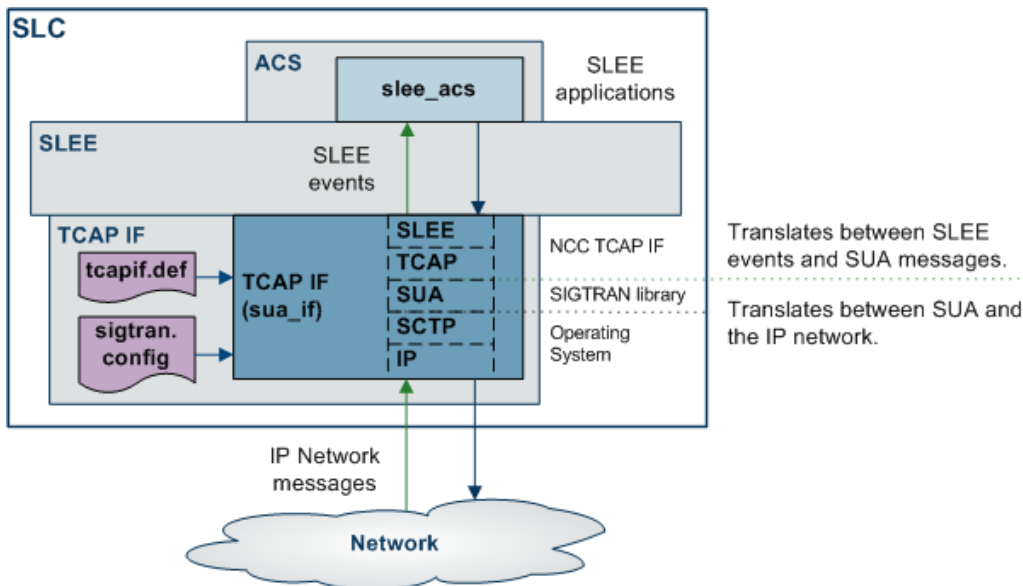 SLC
ACS
slee_acs
SLEE
applications
SLEE
SLEE
events
TCAP IF
tcapif.def
sigtran.
config
TCAP IF
(sua_if)
SLEE
TCAP
SUA
SCTP
IP
NCC TCAP IF
SIGTRAN library
Operating
System
Translates between SLEE
events and SUA messages.
Translates between SUA and
the IP network.
IP Network
messages
Network